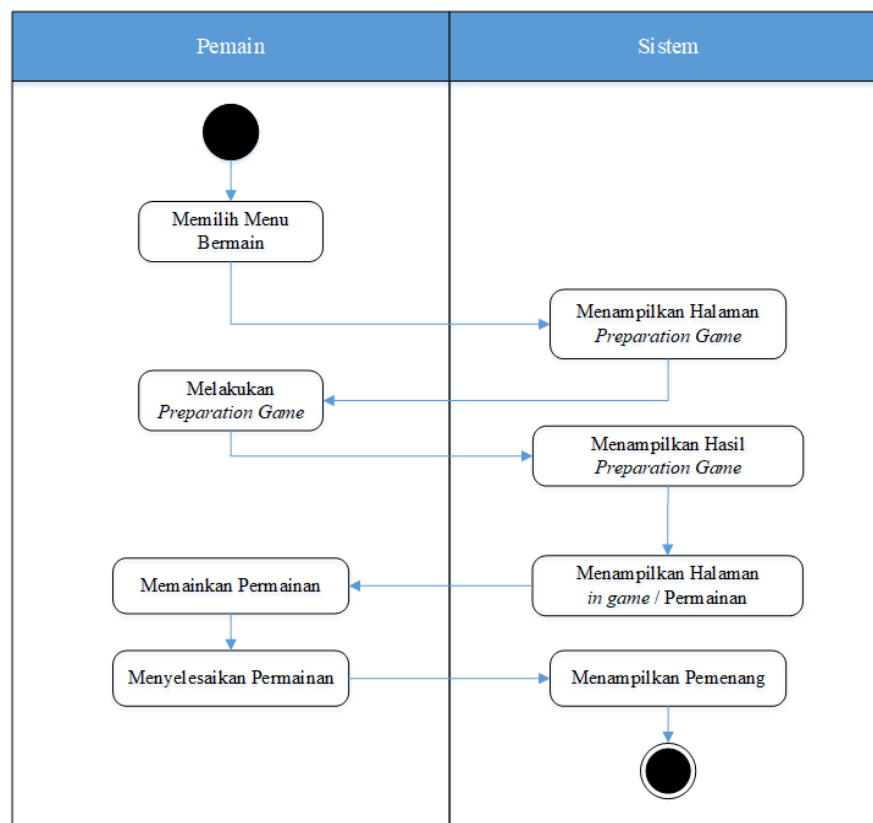 Pemain
Sistem
Memilih Menu
Bermain
Menampilkan Halaman
Preparation Game
Melakukan
Preparation Game
Menampilkan Hasil
Preparation Game
Menampilkan Halaman
in game / Permainan
Memainkan Permainan
Menyelesaikan Permainan
Menampilkan Pemenang